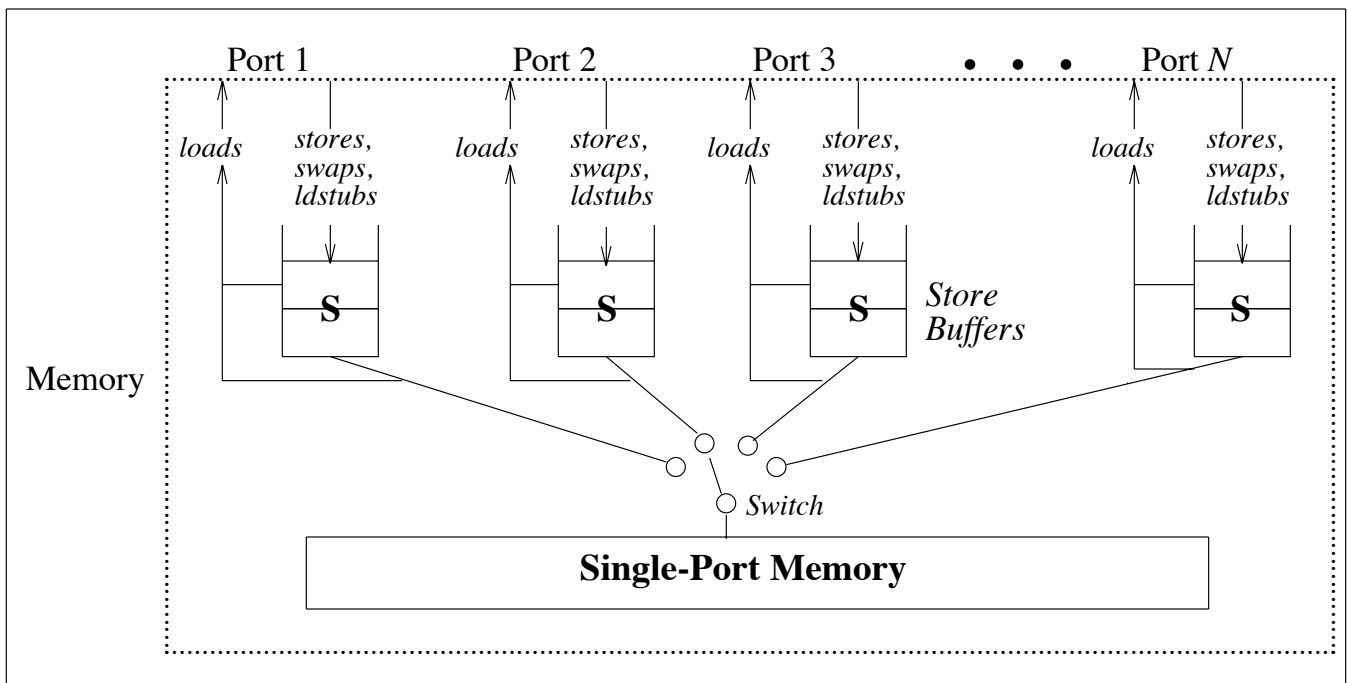 Port 1 Port 2 Port 3 • • • Port N
loads stores, loads stores, loads stores, loads stores,
swaps, swaps, swaps, swaps,
ldstubs ldstubs ldstubs ldstubs
S S S Store S
Buffers
Memory
Switch
Single-Port Memory